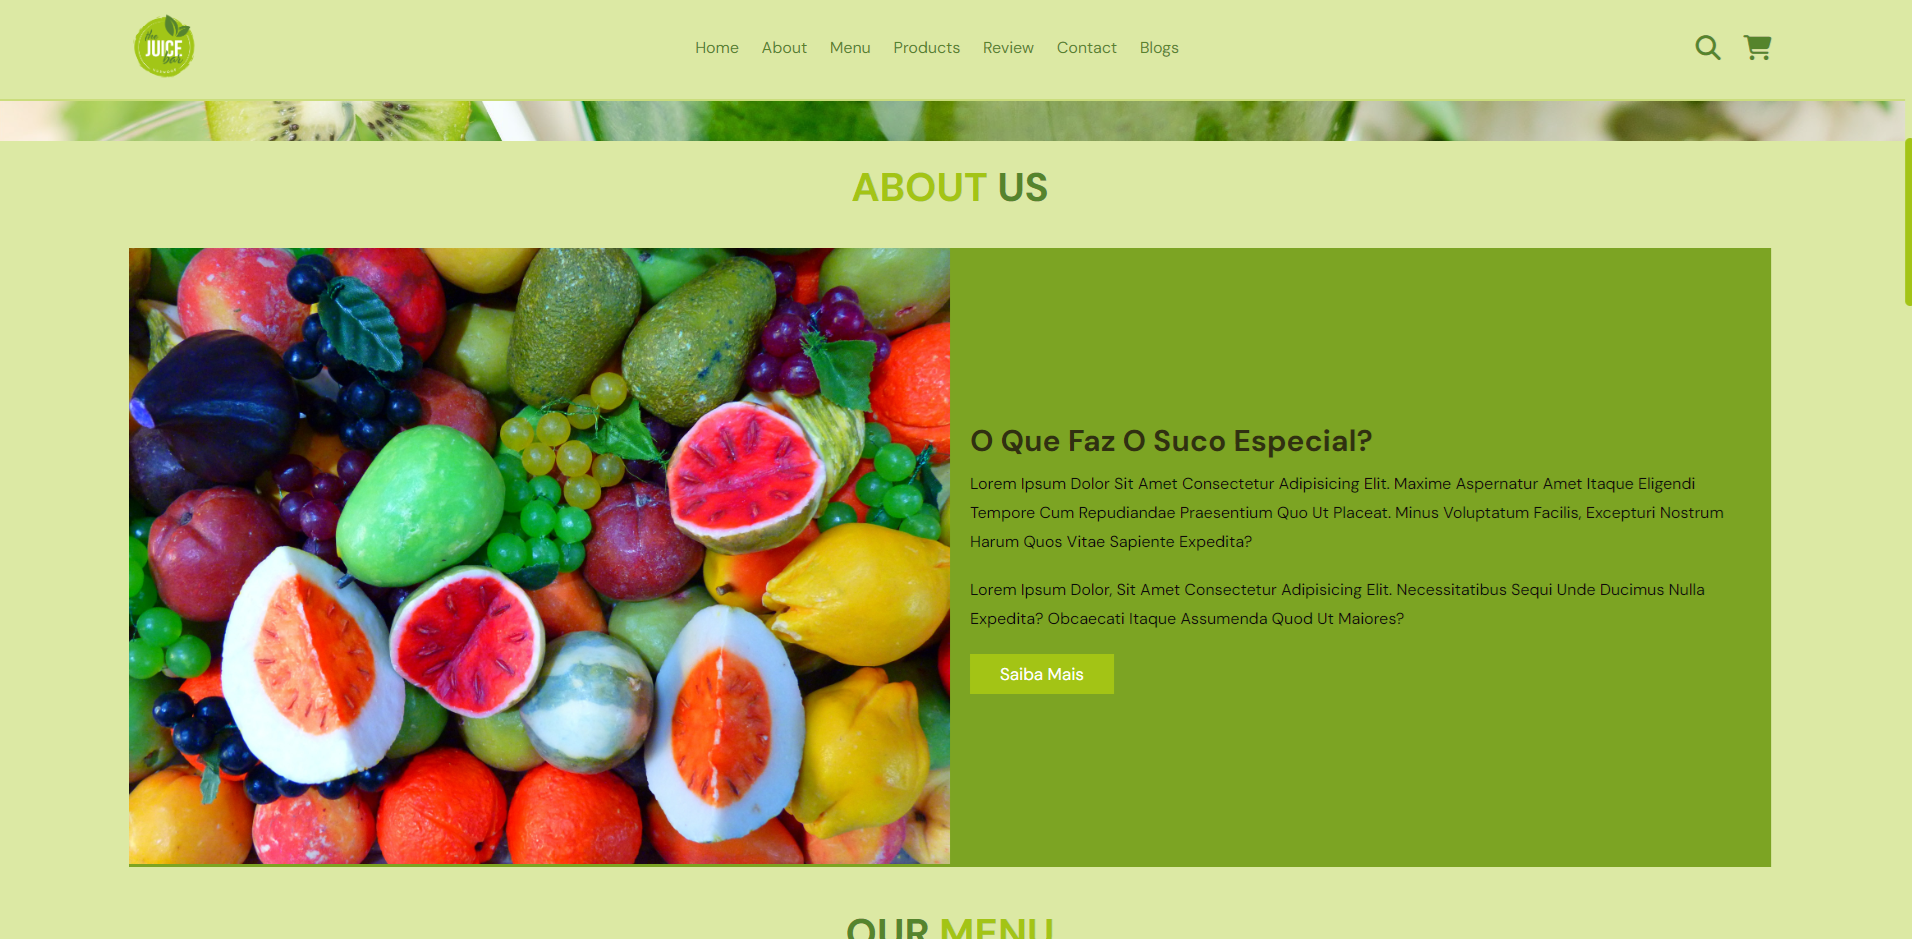 the
JUICE
bar
Home About Menu Products Review Contact Blogs
ABOUT US
O Que Faz O Suco Especial?
Lorem Ipsum Dolor Sit Amet Consectetur Adipisicing Elit. Maxime Aspernatur Amet Itaque Eligendi
Tempore Cum Repudiandae Praesentium Quo Ut Placeat. Minus Voluptatum Facilis, Excepturi Nostrum
Harum Quos Vitae Sapiente Expedita?
Lorem Ipsum Dolor, Sit Amet Consectetur Adipisicing Elit. Necessitatibus Sequi Unde Ducimus Nulla
Expedita? Obcaecati Itaque Assumenda Quod Ut Maiores?
Saiba Mais
OUR MENU